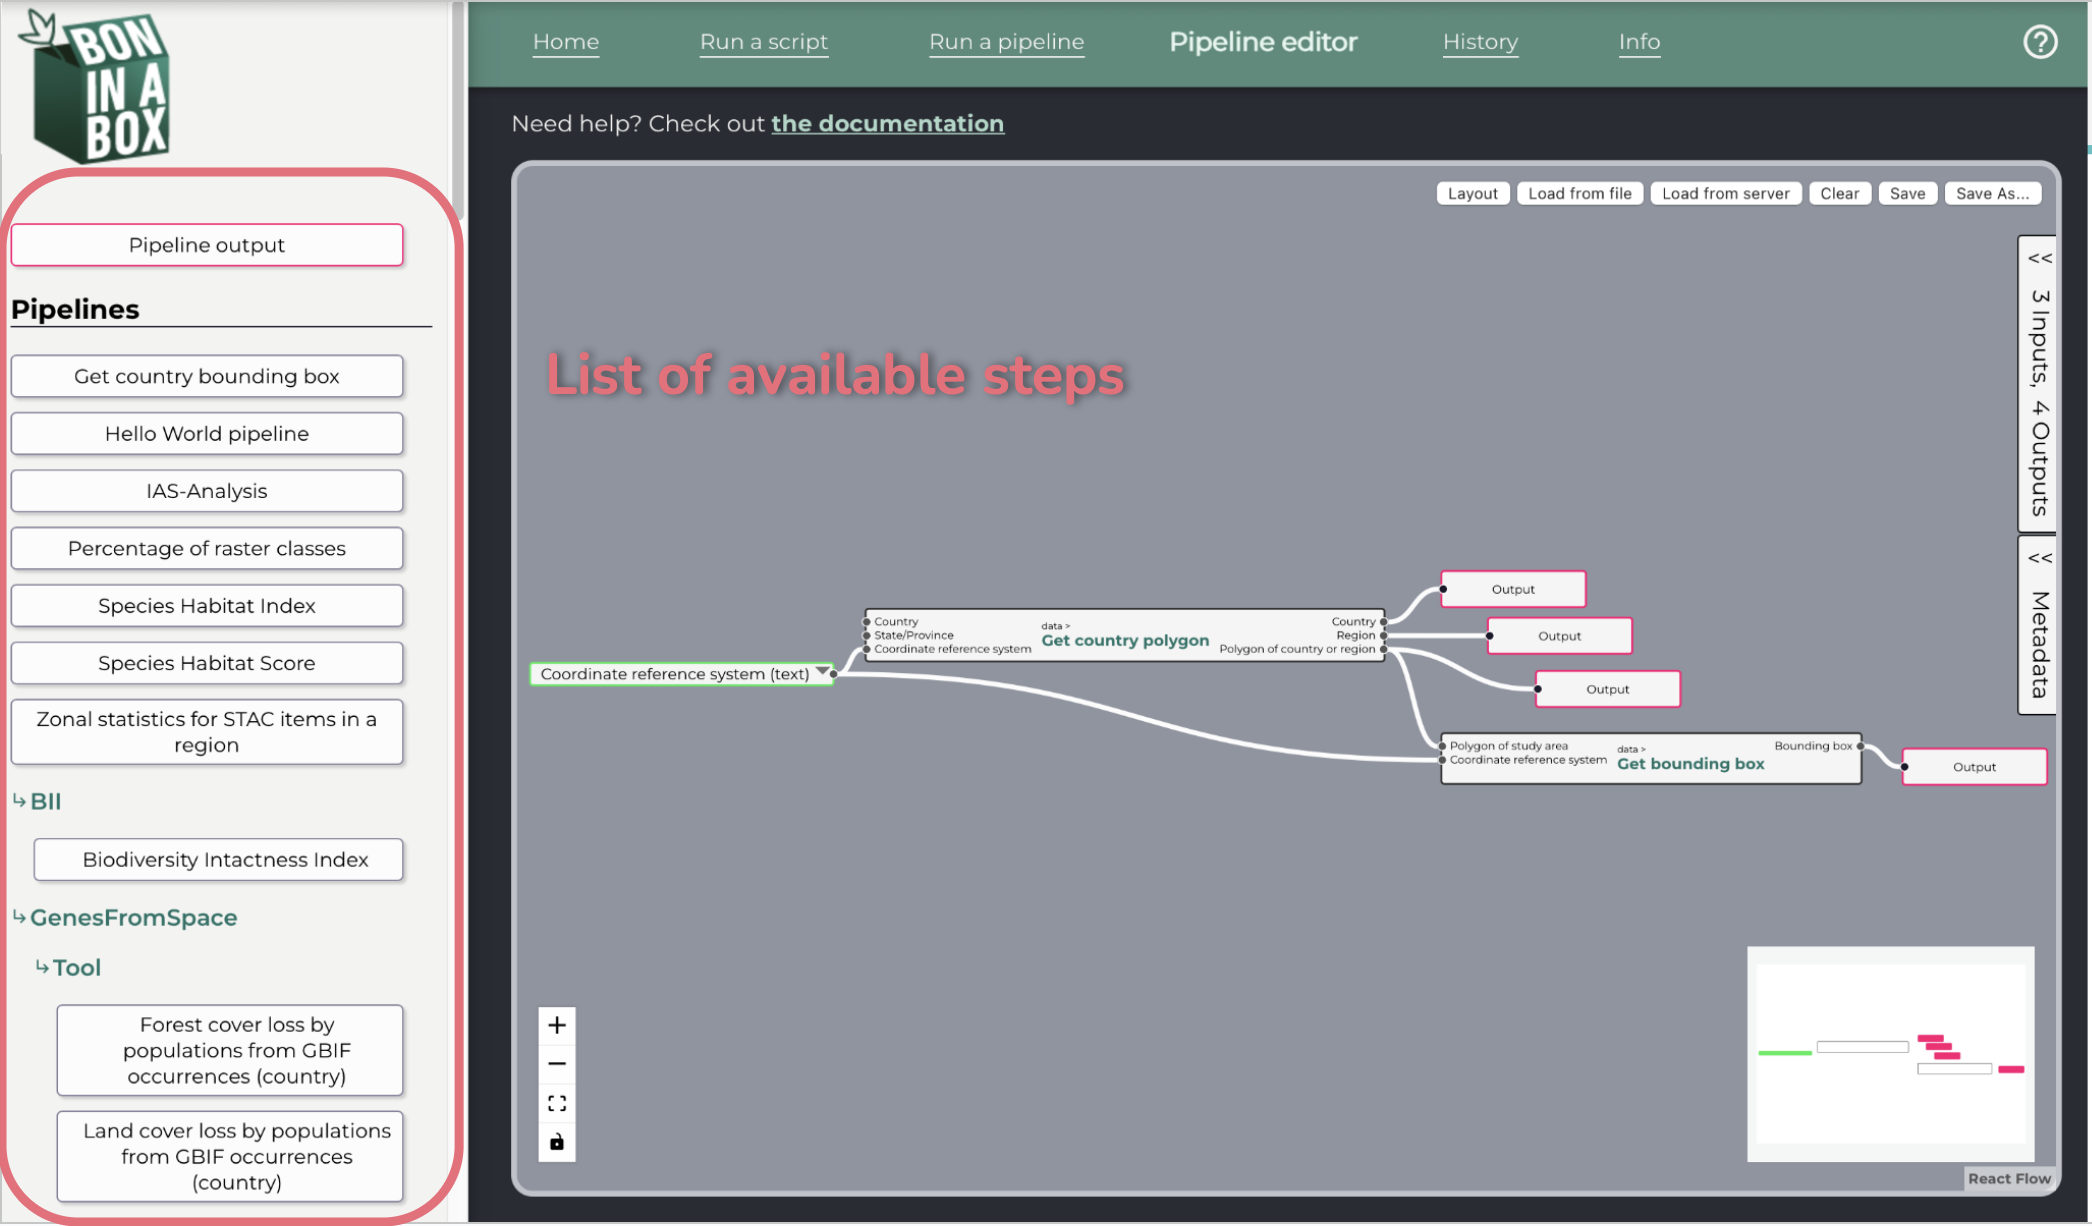 BON
IN A
BOX
Home
Run a script
Run a pipeline
Pipeline editor
History
Info
?
Need help? Check out the documentation
Pipeline output
Pipelines
Get country bounding box
Hello World pipeline
IAS-Analysis
Percentage of raster classes
Species Habitat Index
Species Habitat Score
Zonal statistics for STAC items in a
region
↳BII
Biodiversity Intactness Index
↳GenesFromSpace
↳Tool
Forest cover loss by
populations from GBIF
occurrences (country)
Land cover loss by populations
from GBIF occurrences
(country)
Layout
Load from file
Load from server
Clear
Save
Save As...
<< 3 Inputs, 4 Outputs
<< Metadata
List of available steps
Coordinate reference system (text)
Country
State/Province
Coordinate reference system
data >
Get country polygon
Country
Region
Polygon of country or region
Output
Output
Output
Polygon of study area
Coordinate reference system
data >
Get bounding box
Bounding box
Output
React Flow